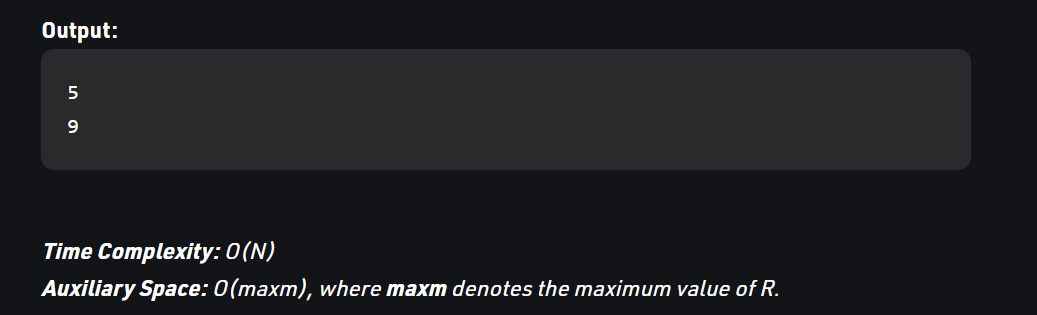 Output:
5
9
Time Complexity: O(N)
Auxiliary Space: O(maxm), where maxm denotes the maximum value of R.